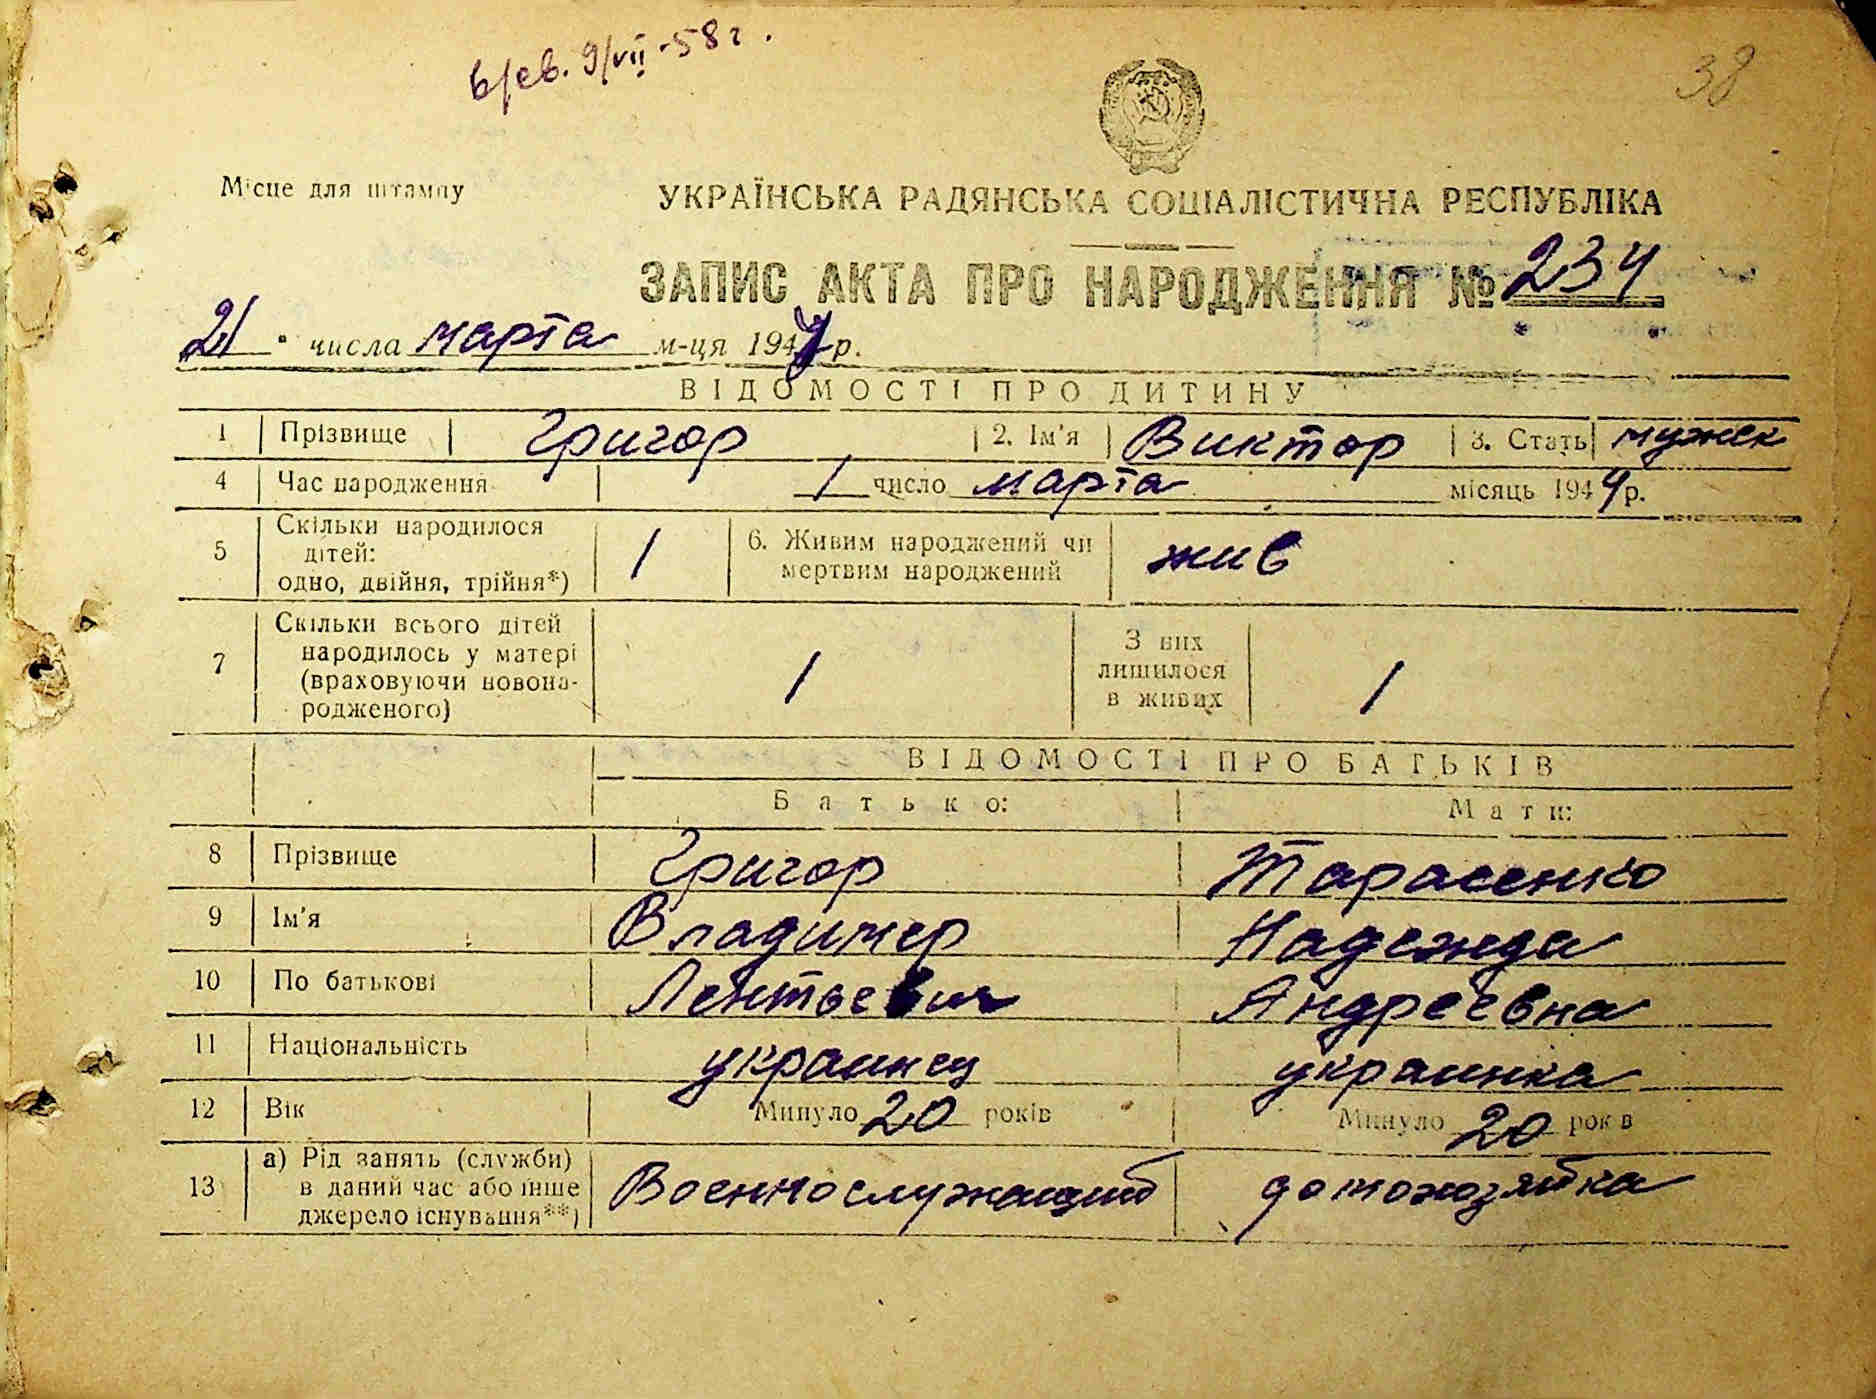 в/св. 9/VII-58 г.
38
Місце для штампу
УКРАЇНСЬКА РАДЯНСЬКА СОЦІАЛІСТИЧНА РЕСПУБЛІКА
ЗАПИС АКТА ПРО НАРОДЖЕННЯ № 234
21 числа марта м-ця 1944 р.
ВІДОМОСТІ ПРО ДИТИНУ
1 Прізвище Григор 2. Ім'я Виктор 3. Стать мужск
4 Час народження 1 число марта місяць 1944 р.
5 Скільки народилося дітей: одно, двійня, трійня*) 1 6. Живим народжений чи мертвим народжений жив
7 Скільки всього дітей народилось у матері (враховуючи новонародженого) 1 З них лишилося в живих 1
ВІДОМОСТІ ПРО БАТЬКІВ
Батько: Мати:
8 Прізвище Григор Тарасенко
9 Ім'я Владимер Надежда
10 По батькові Лентьевич Андреевна
11 Національність украинец украинка
12 Вік Минуло 20 років Минуло 20 років
13 а) Рід занять (служби) в даний час або інше джерело існування**) Военнослужащий домохозяйка